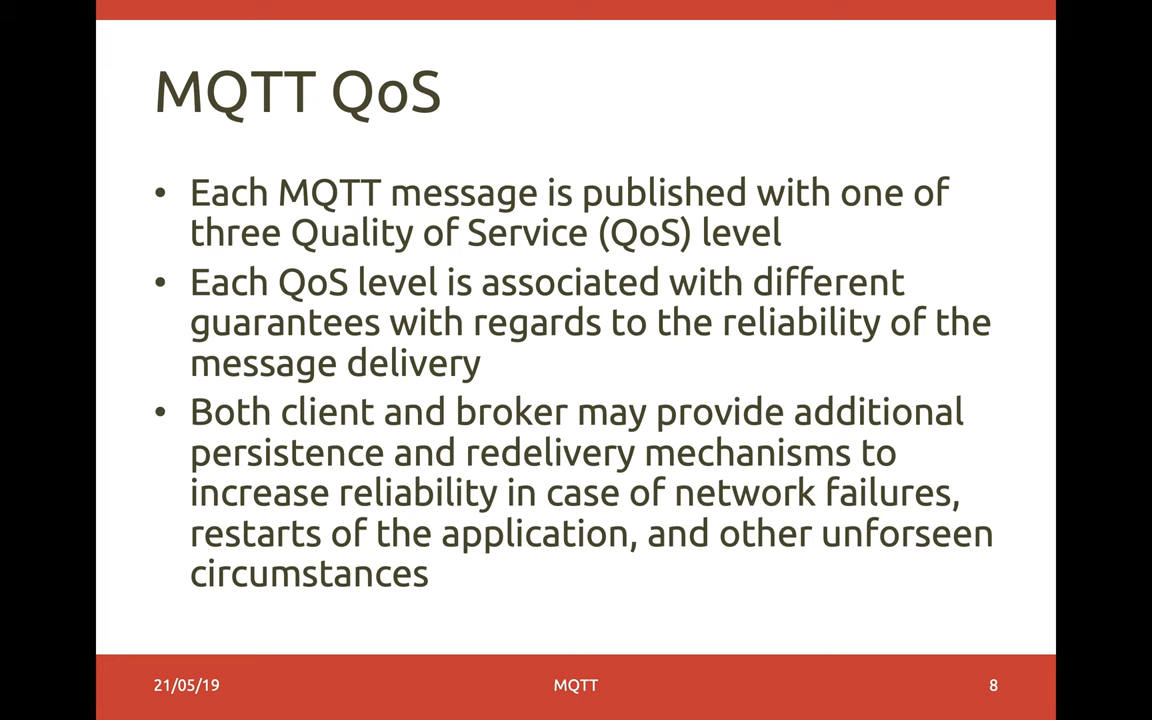 MQTT QoS
• Each MQTT message is published with one of
three Quality of Service (QoS) level
• Each QoS level is associated with different
guarantees with regards to the reliability of the
message delivery
• Both client and broker may provide additional
persistence and redelivery mechanisms to
increase reliability in case of network failures,
restarts of the application, and other unforseen
circumstances
21/05/19 MQTT 8